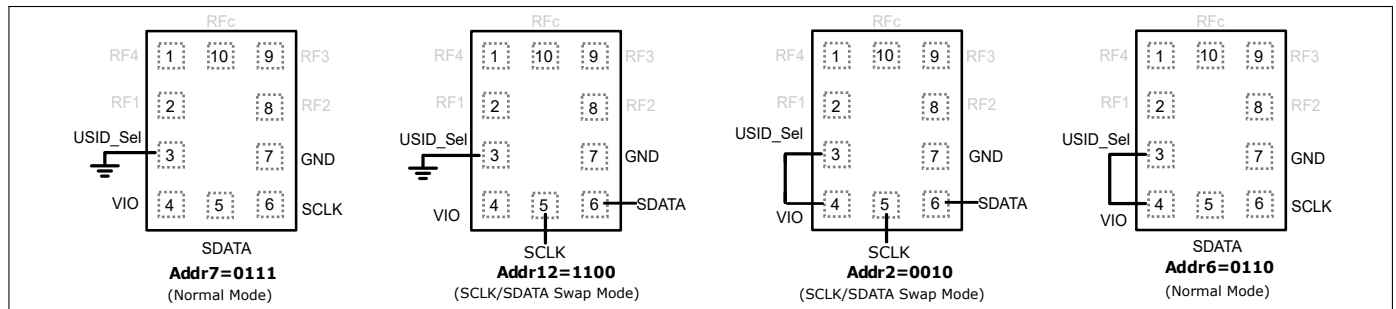 RFc
RF4 1 10 9 RF3
RF1 2 8 RF2
USID_Sel 3 7 GND
VIO 4 5 6 SCLK
SDATA
Addr7=0111
(Normal Mode)
RFc
RF4 1 10 9 RF3
RF1 2 8 RF2
USID_Sel 3 7 GND
VIO 4 5 6 SDATA
SCLK
Addr12=1100
(SCLK/SDATA Swap Mode)
RFc
RF4 1 10 9 RF3
RF1 2 8 RF2
USID_Sel 3 7 GND
VIO 4 5 6 SDATA
SCLK
Addr2=0010
(SCLK/SDATA Swap Mode)
RFc
RF4 1 10 9 RF3
RF1 2 8 RF2
USID_Sel 3 7 GND
VIO 4 5 6 SCLK
SDATA
Addr6=0110
(Normal Mode)